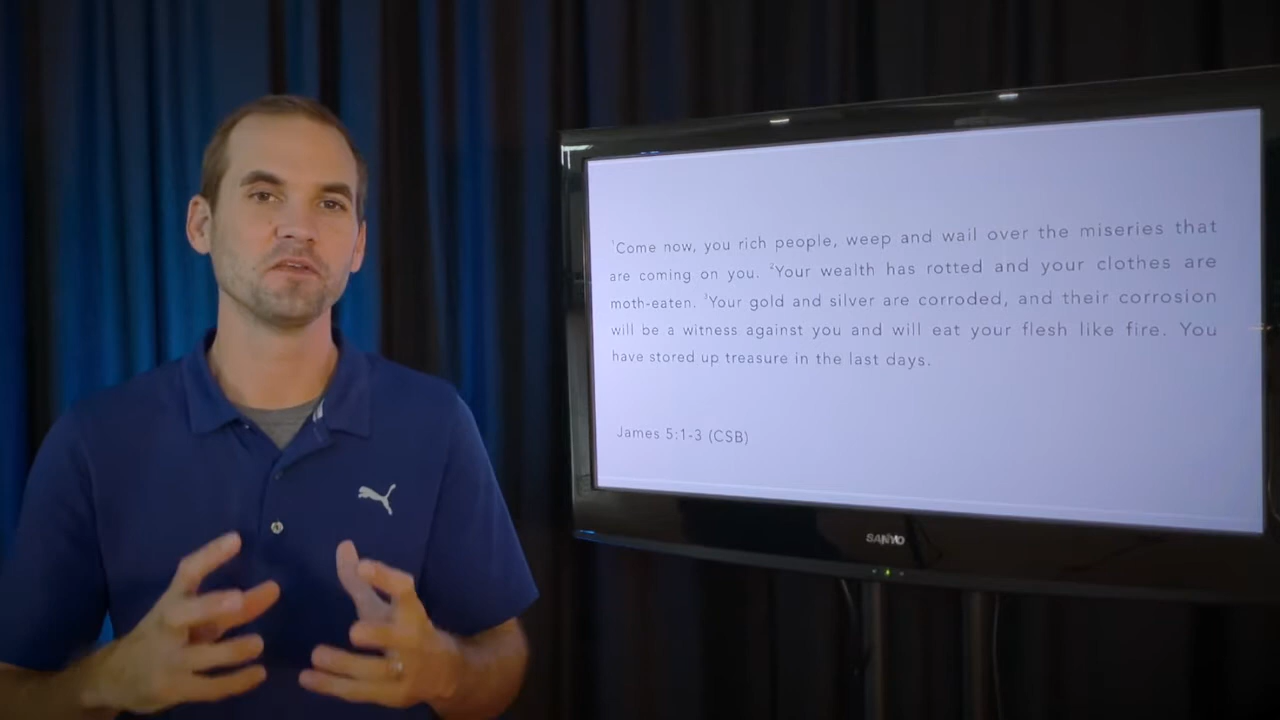 ¹Come now, you rich people, weep and wail over the miseries that
are coming on you. ²Your wealth has rotted and your clothes are
moth-eaten. ³Your gold and silver are corroded, and their corrosion
will be a witness against you and will eat your flesh like fire. You
have stored up treasure in the last days.
James 5:1-3 (CSB)
SANYO